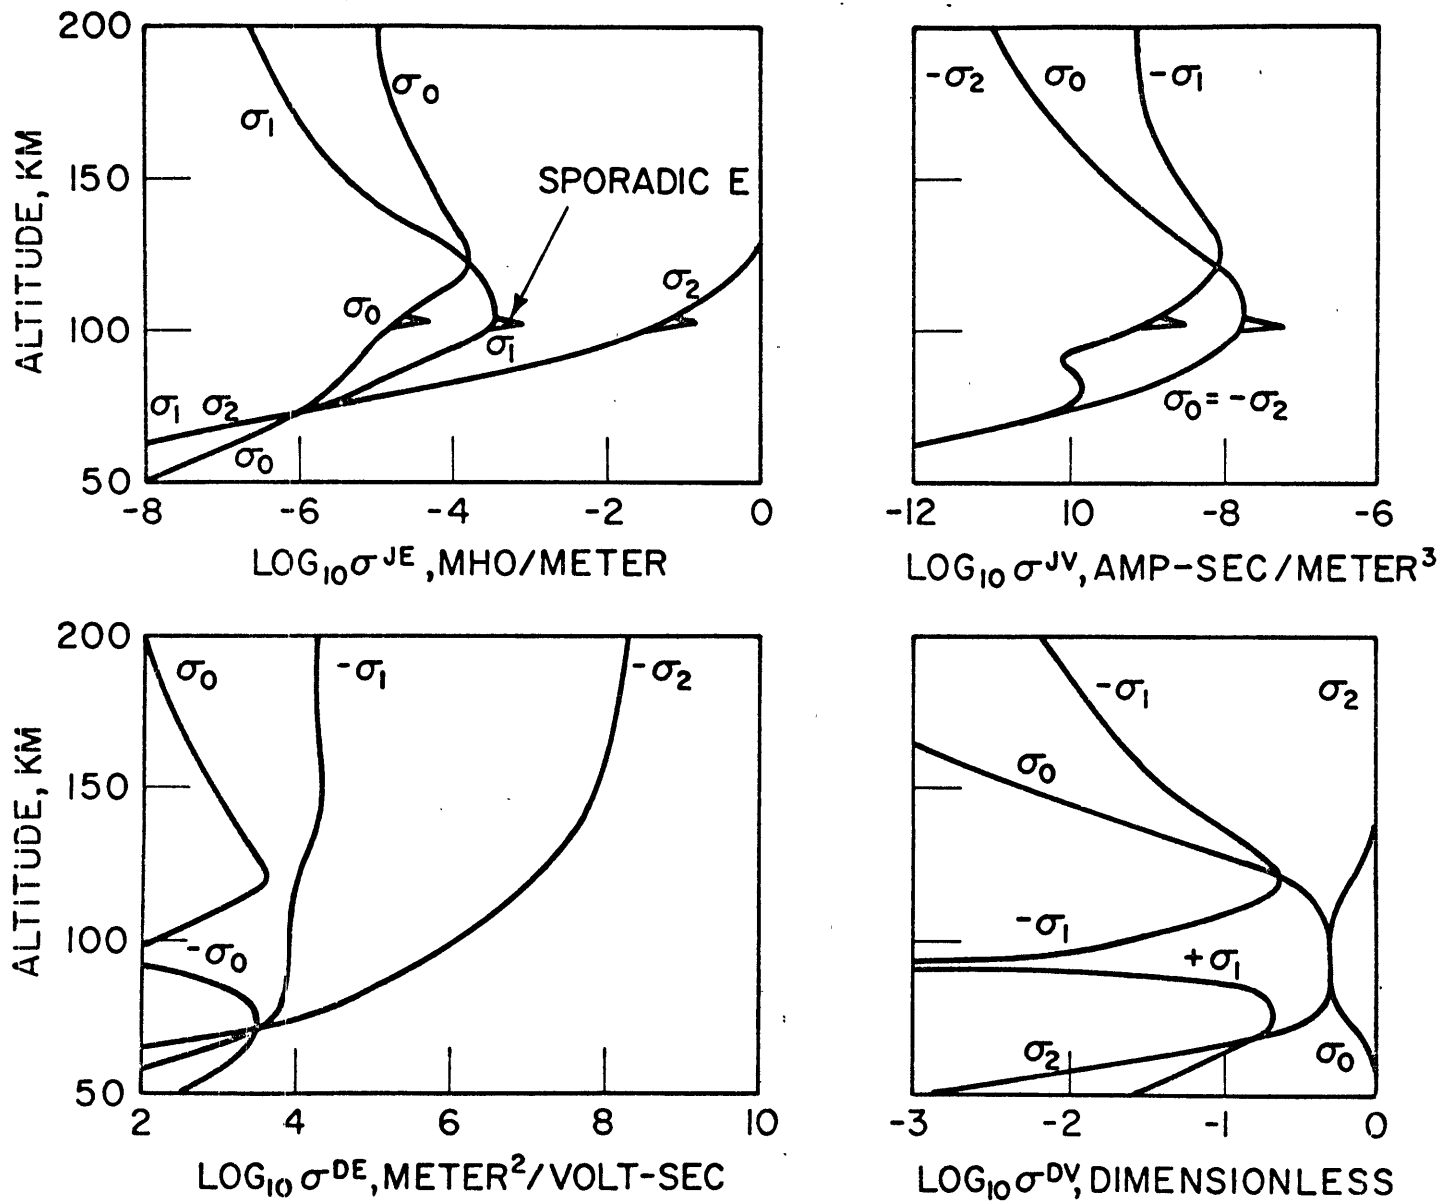 200
150
100
50
ALTITUDE, KM
σ1
σ0
SPORADIC E
σ0
σ1
σ2
σ1 σ2
σ0
-8 -6 -4 -2 0
LOG10 σJE, MHO/METER
-σ2 σ0 -σ1
σ0 = -σ2
-12 10 -8 -6
LOG10 σJV, AMP-SEC/METER3
200
150
100
50
ALTITUDE, KM
σ0 -σ1 -σ2
-σ0
2 4 6 8 10
LOG10 σDE, METER2/VOLT-SEC
-σ1 σ2
σ0
-σ1
+σ1
σ2 σ0
-3 -2 -1 0
LOG10 σDV, DIMENSIONLESS